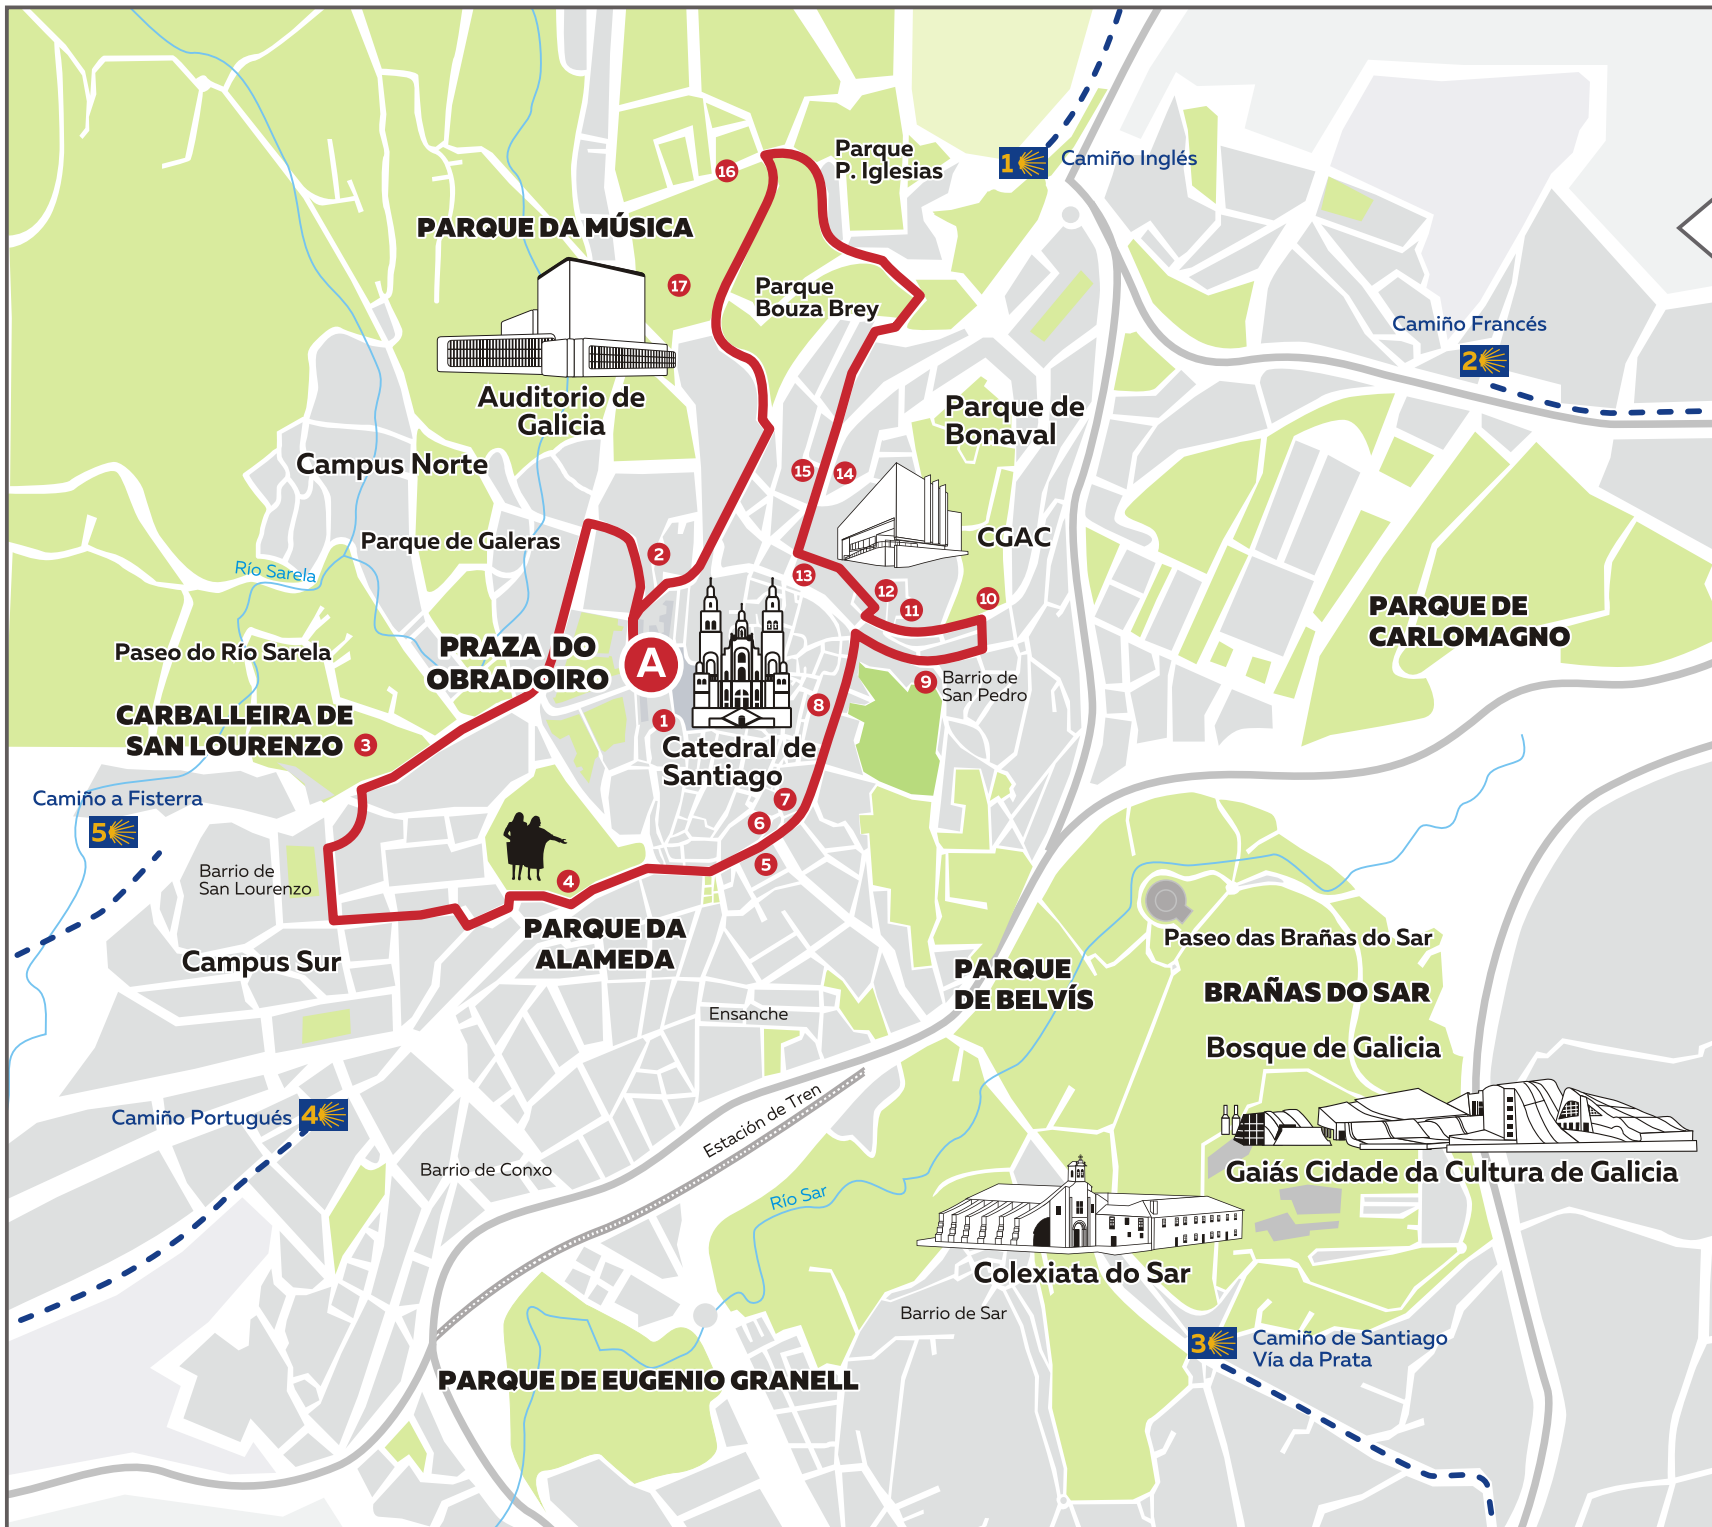 Parque
P. Iglesias
1
Camiño Inglés
16
PARQUE DA MÚSICA
17
Parque
Bouza Brey
Camiño Francés
2
Auditorio de
Galicia
Parque de
Bonaval
Campus Norte
15
14
Parque de Galeras
2
CGAC
Río Sarela
13
12
11
10
PARQUE DE
CARLOMAGNO
Paseo do Río Sarela
PRAZA DO
OBRADOIRO
A
9
Barrio de
San Pedro
CARBALLEIRA DE
SAN LOURENZO
3
1
8
Catedral de
Santiago
Camiño a Fisterra
5
7
6
5
Barrio de
San Lourenzo
4
PARQUE DA
ALAMEDA
Campus Sur
Paseo das Brañas do Sar
PARQUE
DE BELVÍS
BRAÑAS DO SAR
Ensanche
Bosque de Galicia
Camiño Portugués
4
Estación de Tren
Barrio de Conxo
Río Sar
Gaiás Cidade da Cultura de Galicia
Colexiata do Sar
Barrio de Sar
3
Camiño de Santiago
Vía da Prata
PARQUE DE EUGENIO GRANELL